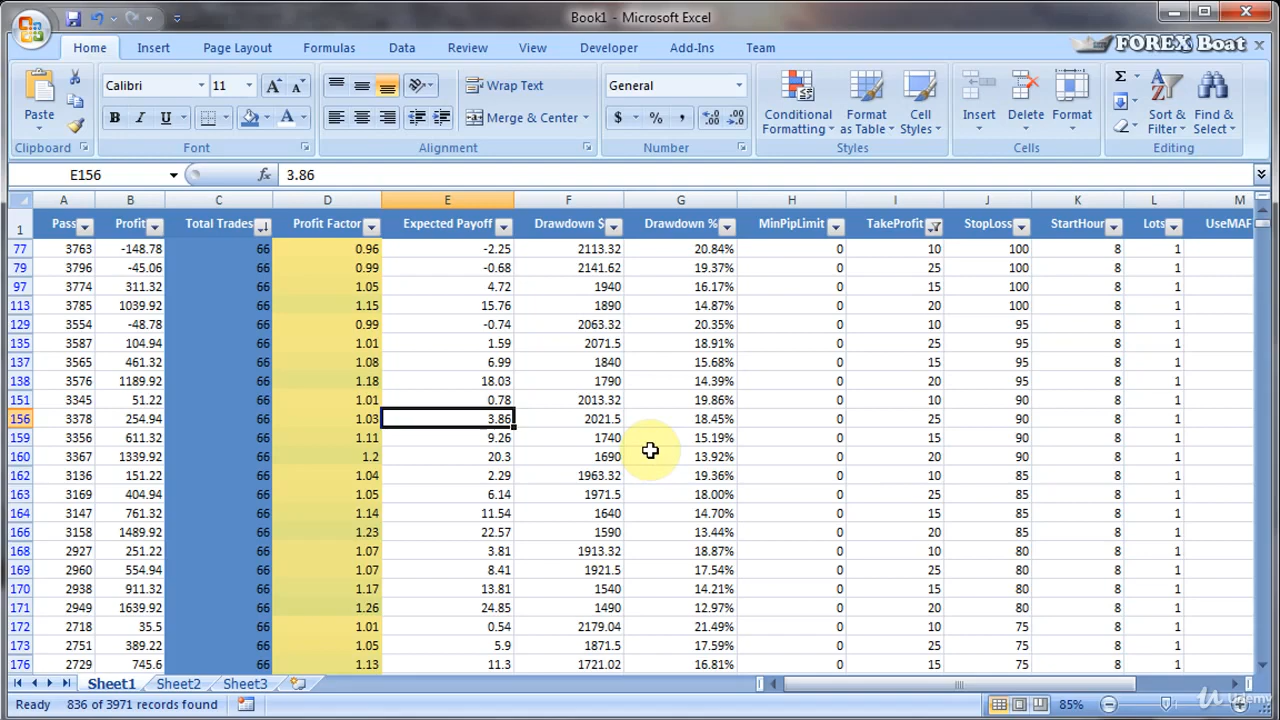 Book1 - Microsoft Excel
Home Insert Page Layout Formulas Data Review View Developer Add-Ins Team
FOREX Boat
Paste
Calibri 11
B I U
Wrap Text
Merge & Center
General
$ % ,
Conditional Formatting
Format as Table
Cell Styles
Insert Delete Format
Sort & Filter
Find & Select
Clipboard Font Alignment Number Styles Cells Editing
E156 fx 3.86
A B C D E F G H I J K L M
1 Pass Profit Total Trades Profit Factor Expected Payoff Drawdown $ Drawdown % MinPipLimit TakeProfit StopLoss StartHour Lots UseMAF
77 3763 -148.78 66 0.96 -2.25 2113.32 20.84% 0 10 100 8 1
79 3796 -45.06 66 0.99 -0.68 2141.62 19.37% 0 25 100 8 1
97 3774 311.32 66 1.05 4.72 1940 16.17% 0 15 100 8 1
113 3785 1039.92 66 1.15 15.76 1890 14.87% 0 20 100 8 1
129 3554 -48.78 66 0.99 -0.74 2063.32 20.35% 0 10 95 8 1
135 3587 104.94 66 1.01 1.59 2071.5 18.91% 0 25 95 8 1
137 3565 461.32 66 1.08 6.99 1840 15.68% 0 15 95 8 1
138 3576 1189.92 66 1.18 18.03 1790 14.39% 0 20 95 8 1
151 3345 51.22 66 1.01 0.78 2013.32 19.86% 0 10 90 8 1
156 3378 254.94 66 1.03 3.86 2021.5 18.45% 0 25 90 8 1
159 3356 611.32 66 1.11 9.26 1740 15.19% 0 15 90 8 1
160 3367 1339.92 66 1.2 20.3 1690 13.92% 0 20 90 8 1
162 3136 151.22 66 1.04 2.29 1963.32 19.36% 0 10 85 8 1
163 3169 404.94 66 1.05 6.14 1971.5 18.00% 0 25 85 8 1
164 3147 761.32 66 1.14 11.54 1640 14.70% 0 15 85 8 1
166 3158 1489.92 66 1.23 22.57 1590 13.44% 0 20 85 8 1
168 2927 251.22 66 1.07 3.81 1913.32 18.87% 0 10 80 8 1
169 2960 554.94 66 1.07 8.41 1921.5 17.54% 0 25 80 8 1
170 2938 911.32 66 1.17 13.81 1540 14.21% 0 15 80 8 1
171 2949 1639.92 66 1.26 24.85 1490 12.97% 0 20 80 8 1
172 2718 35.5 66 1.01 0.54 2179.04 21.49% 0 10 75 8 1
173 2751 389.22 66 1.05 5.9 1871.5 17.59% 0 25 75 8 1
176 2729 745.6 66 1.13 11.3 1721.02 16.81% 0 15 75 8 1
Sheet1 Sheet2 Sheet3
Ready 836 of 3971 records found 85%
Udemy